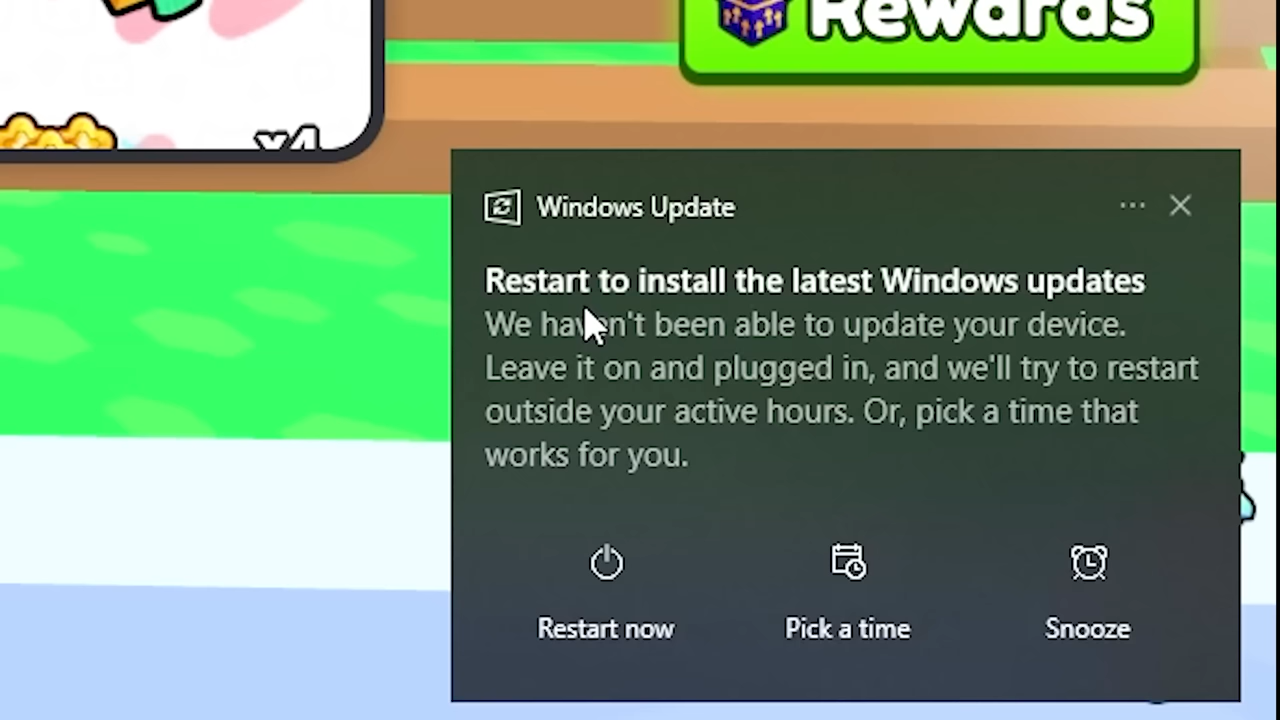 Rewards
x4
Windows Update
Restart to install the latest Windows updates
We haven't been able to update your device.
Leave it on and plugged in, and we'll try to restart
outside your active hours. Or, pick a time that
works for you.
Restart now
Pick a time
Snooze